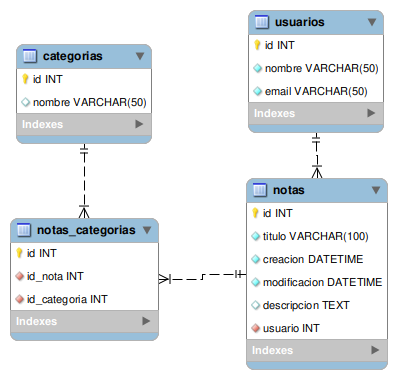 categorias
id INT
nombre VARCHAR(50)
Indexes
usuarios
id INT
nombre VARCHAR(50)
email VARCHAR(50)
Indexes
notas_categorias
id INT
id_nota INT
id_categoria INT
Indexes
notas
id INT
titulo VARCHAR(100)
creacion DATETIME
modificacion DATETIME
descripcion TEXT
usuario INT
Indexes